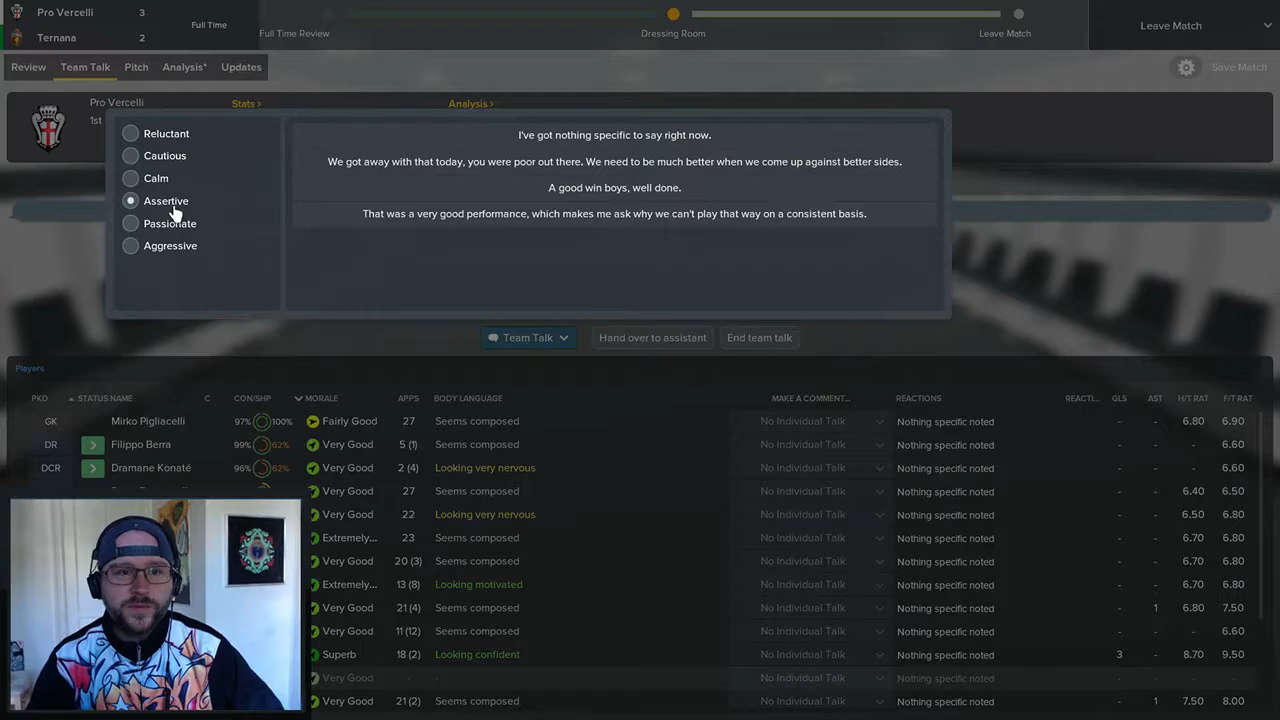 Pro Vercelli 3
Ternana 2
Full Time
Full Time Review
Dressing Room
Leave Match
Leave Match
Review Team Talk Pitch Analysis* Updates
Save Match
Pro Vercelli
1st
Stats >
Analysis >
Reluctant
Cautious
Calm
Assertive
Passionate
Aggressive
I've got nothing specific to say right now.
We got away with that today, you were poor out there. We need to be much better when we come up against better sides.
A good win boys, well done.
That was a very good performance, which makes me ask why we can't play that way on a consistent basis.
Team Talk Hand over to assistant End team talk
Players
PKD STATUS NAME C CON/SHP MORALE APPS BODY LANGUAGE MAKE A COMMENT... REACTIONS REACTI... GLS AST H/T RAT F/T RAT
GK Mirko Pigliacelli 97% 100% Fairly Good 27 Seems composed No Individual Talk Nothing specific noted - - 6.80 6.90
DR Filippo Berra 99% 62% Very Good 5 (1) Seems composed No Individual Talk Nothing specific noted - - 6.60
DCR Dramane Konaté 96% 62% Very Good 2 (4) Looking very nervous No Individual Talk Nothing specific noted - - 6.60
Very Good 27 Seems composed No Individual Talk Nothing specific noted - - 6.40 6.50
Very Good 22 Looking very nervous No Individual Talk Nothing specific noted - - 6.50 6.80
Extremely... 23 Seems composed No Individual Talk Nothing specific noted - - 6.70 6.80
Very Good 20 (3) Seems composed No Individual Talk Nothing specific noted - - 6.70 6.80
Extremely... 13 (8) Looking motivated No Individual Talk Nothing specific noted - - 6.70 6.80
Very Good 21 (4) Seems composed No Individual Talk Nothing specific noted - 1 6.80 7.50
Very Good 11 (12) Seems composed No Individual Talk Nothing specific noted - - 6.60
Superb 18 (2) Looking confident No Individual Talk Nothing specific noted 3 - 8.70 9.50
Very Good - - No Individual Talk Nothing specific noted - -
Very Good 21 (2) Seems composed No Individual Talk Nothing specific noted - 1 7.50 8.00